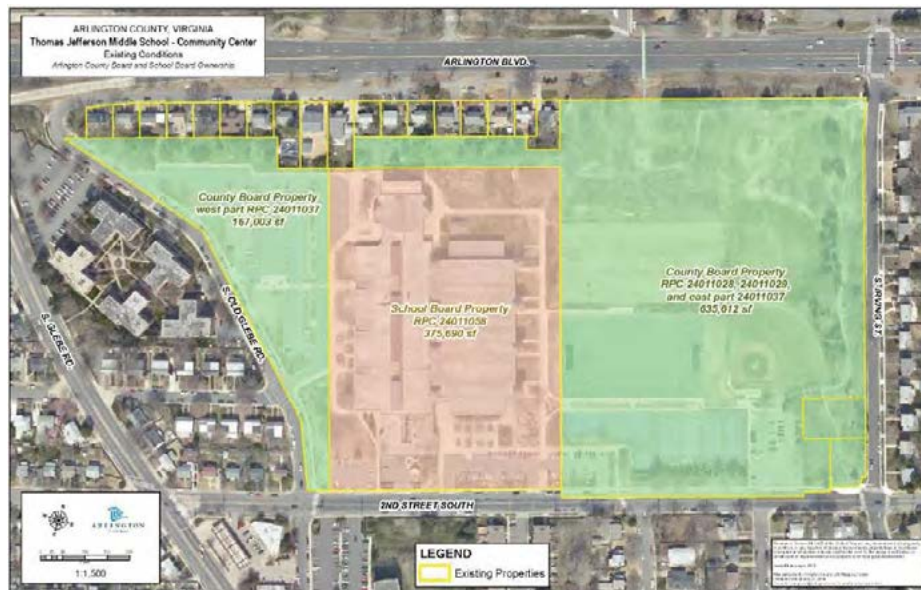 ARLINGTON COUNTY, VIRGINIA
Thomas Jefferson Middle School - Community Center
Existing Conditions
Arlington County Board and School Board Ownership
ARLINGTON BLVD.
County Board Property
west part RPC 24011037
167,003 sf
County Board Property
RPC 24011028, 24011029,
and east part 24011037
635,612 sf
School Board Property
RPC 24011058
375,690 sf
S. IRVING ST.
S. OLD GLEBE RD.
S. GLEBE RD.
2ND STREET SOUTH
ARLINGTON
1:1,500
LEGEND
Existing Properties